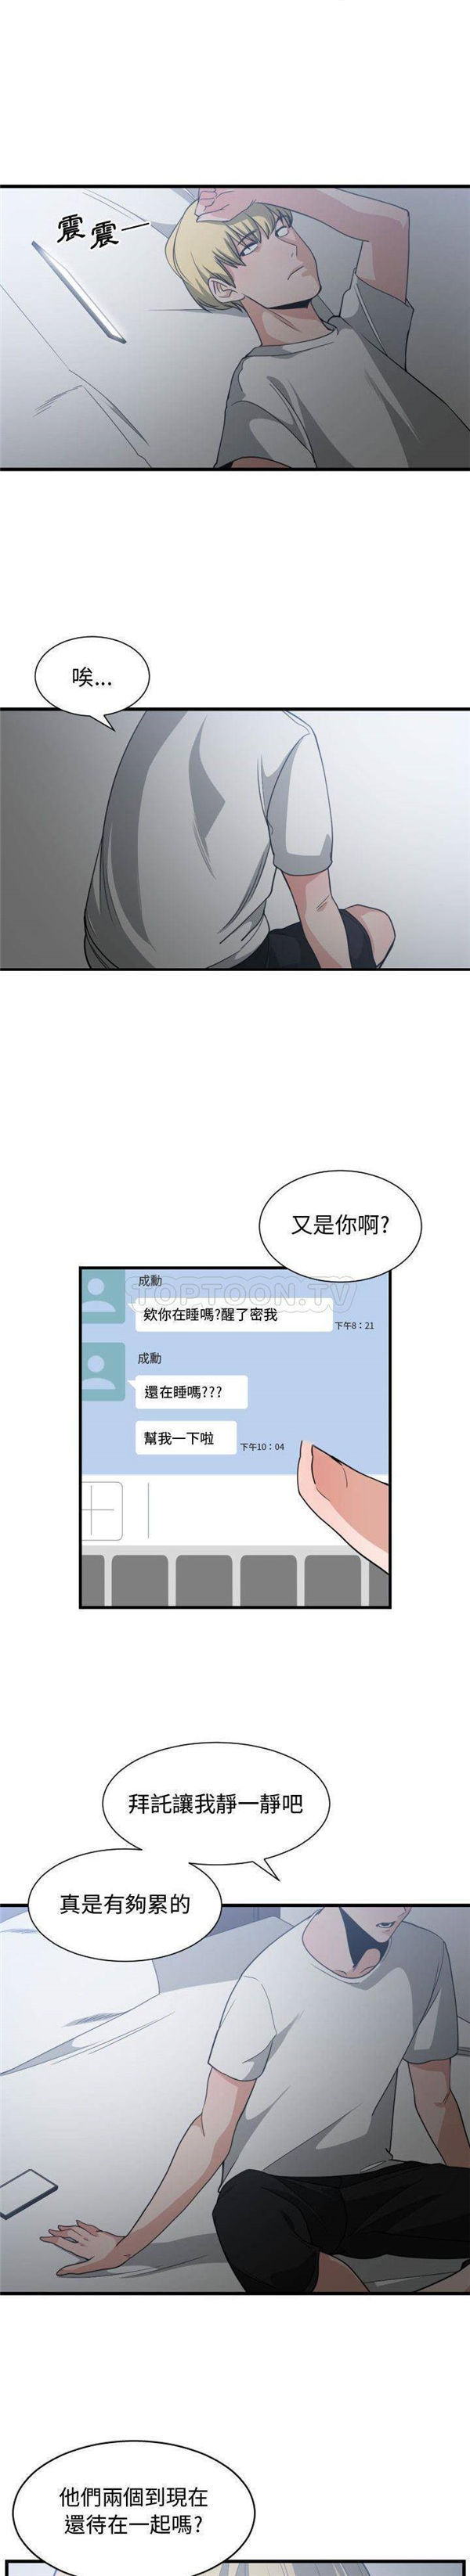 震震一
唉...
又是你啊?
成勳
TOPTOON.TV
欸你在睡嗎?醒了密我
下午8：21
成勳
還在睡嗎???
幫我一下啦
下午10：04
拜託讓我靜一靜吧
真是有夠累的
他們兩個到現在
還待在一起嗎?